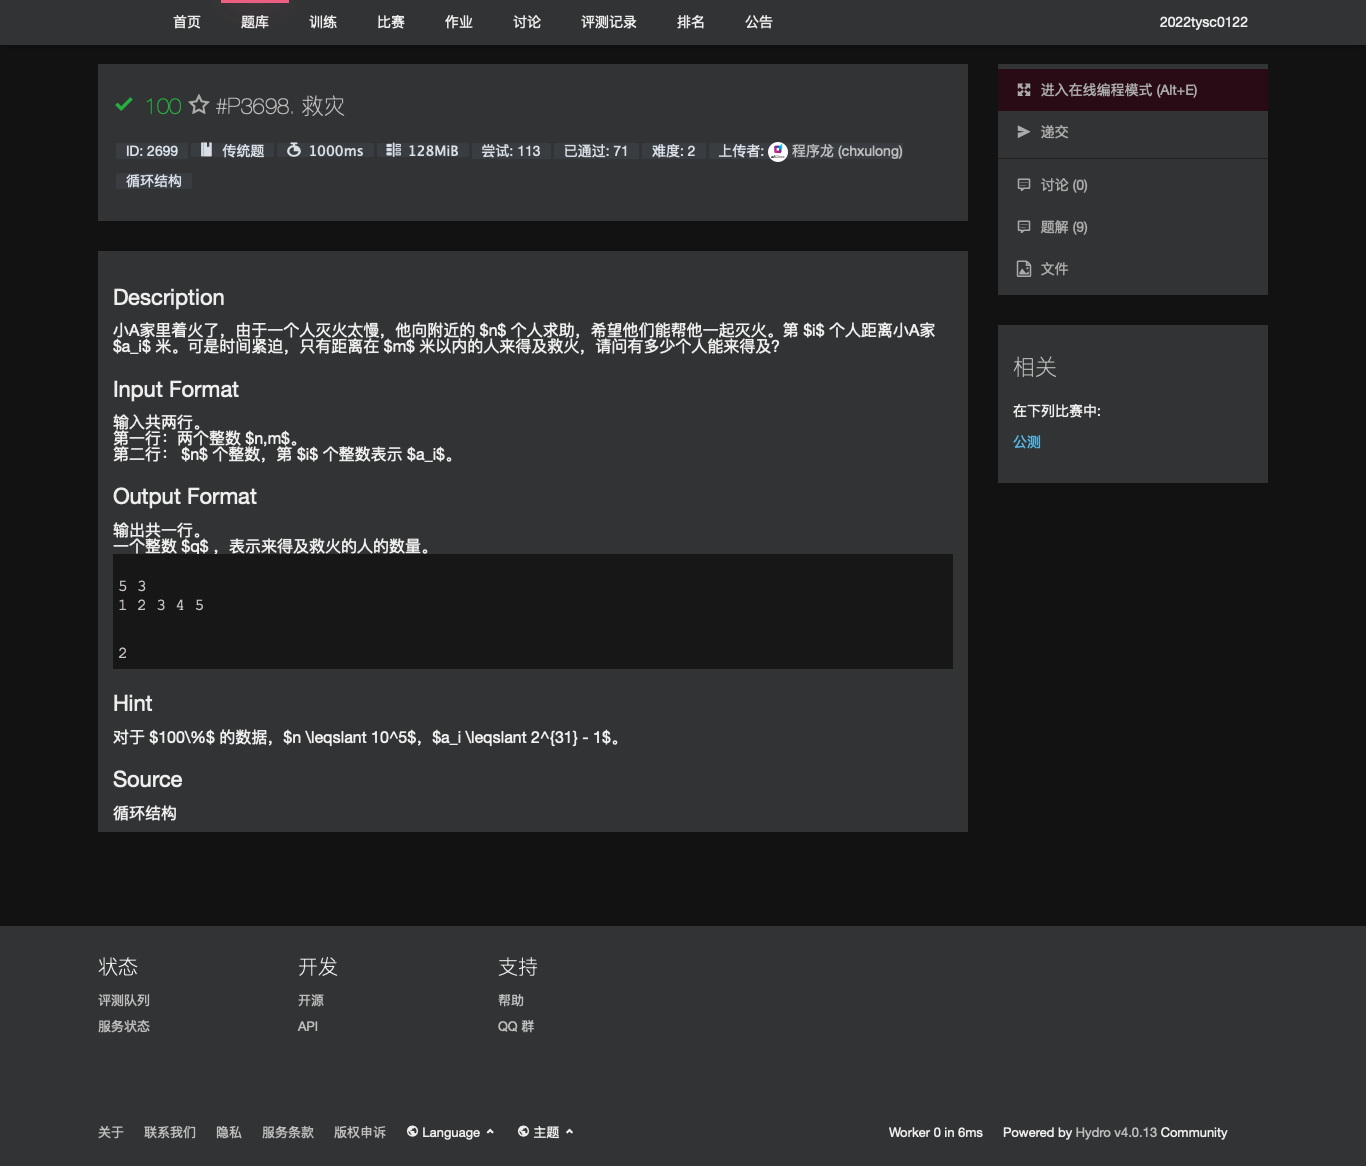 首页 题库 训练 比赛 作业 讨论 评测记录 排名 公告 2022tysc0122
100 #P3698. 救灾
ID: 2699 传统题 1000ms 128MiB 尝试: 113 已通过: 71 难度: 2 上传者: 程序龙 (chxulong)
循环结构
Description
小A家里着火了，由于一个人灭火太慢，他向附近的 $n$ 个人求助，希望他们能帮他一起灭火。第 $i$ 个人距离小A家
$a_i$ 米。可是时间紧迫，只有距离在 $m$ 米以内的人来得及救火，请问有多少个人能来得及？
Input Format
输入共两行。
第一行：两个整数 $n,m$。
第二行： $n$ 个整数，第 $i$ 个整数表示 $a_i$。
Output Format
输出共一行。
一个整数 $q$ ，表示来得及救火的人的数量。
5 3
1 2 3 4 5
2
Hint
对于 $100\%$ 的数据，$n \leqslant 10^5$，$a_i \leqslant 2^{31} - 1$。
Source
循环结构
进入在线编程模式 (Alt+E)
递交
讨论 (0)
题解 (9)
文件
相关
在下列比赛中:
公测
状态 开发 支持
评测队列 开源 帮助
服务状态 API QQ 群
关于 联系我们 隐私 服务条款 版权申诉 Language 主题 Worker 0 in 6ms Powered by Hydro v4.0.13 Community